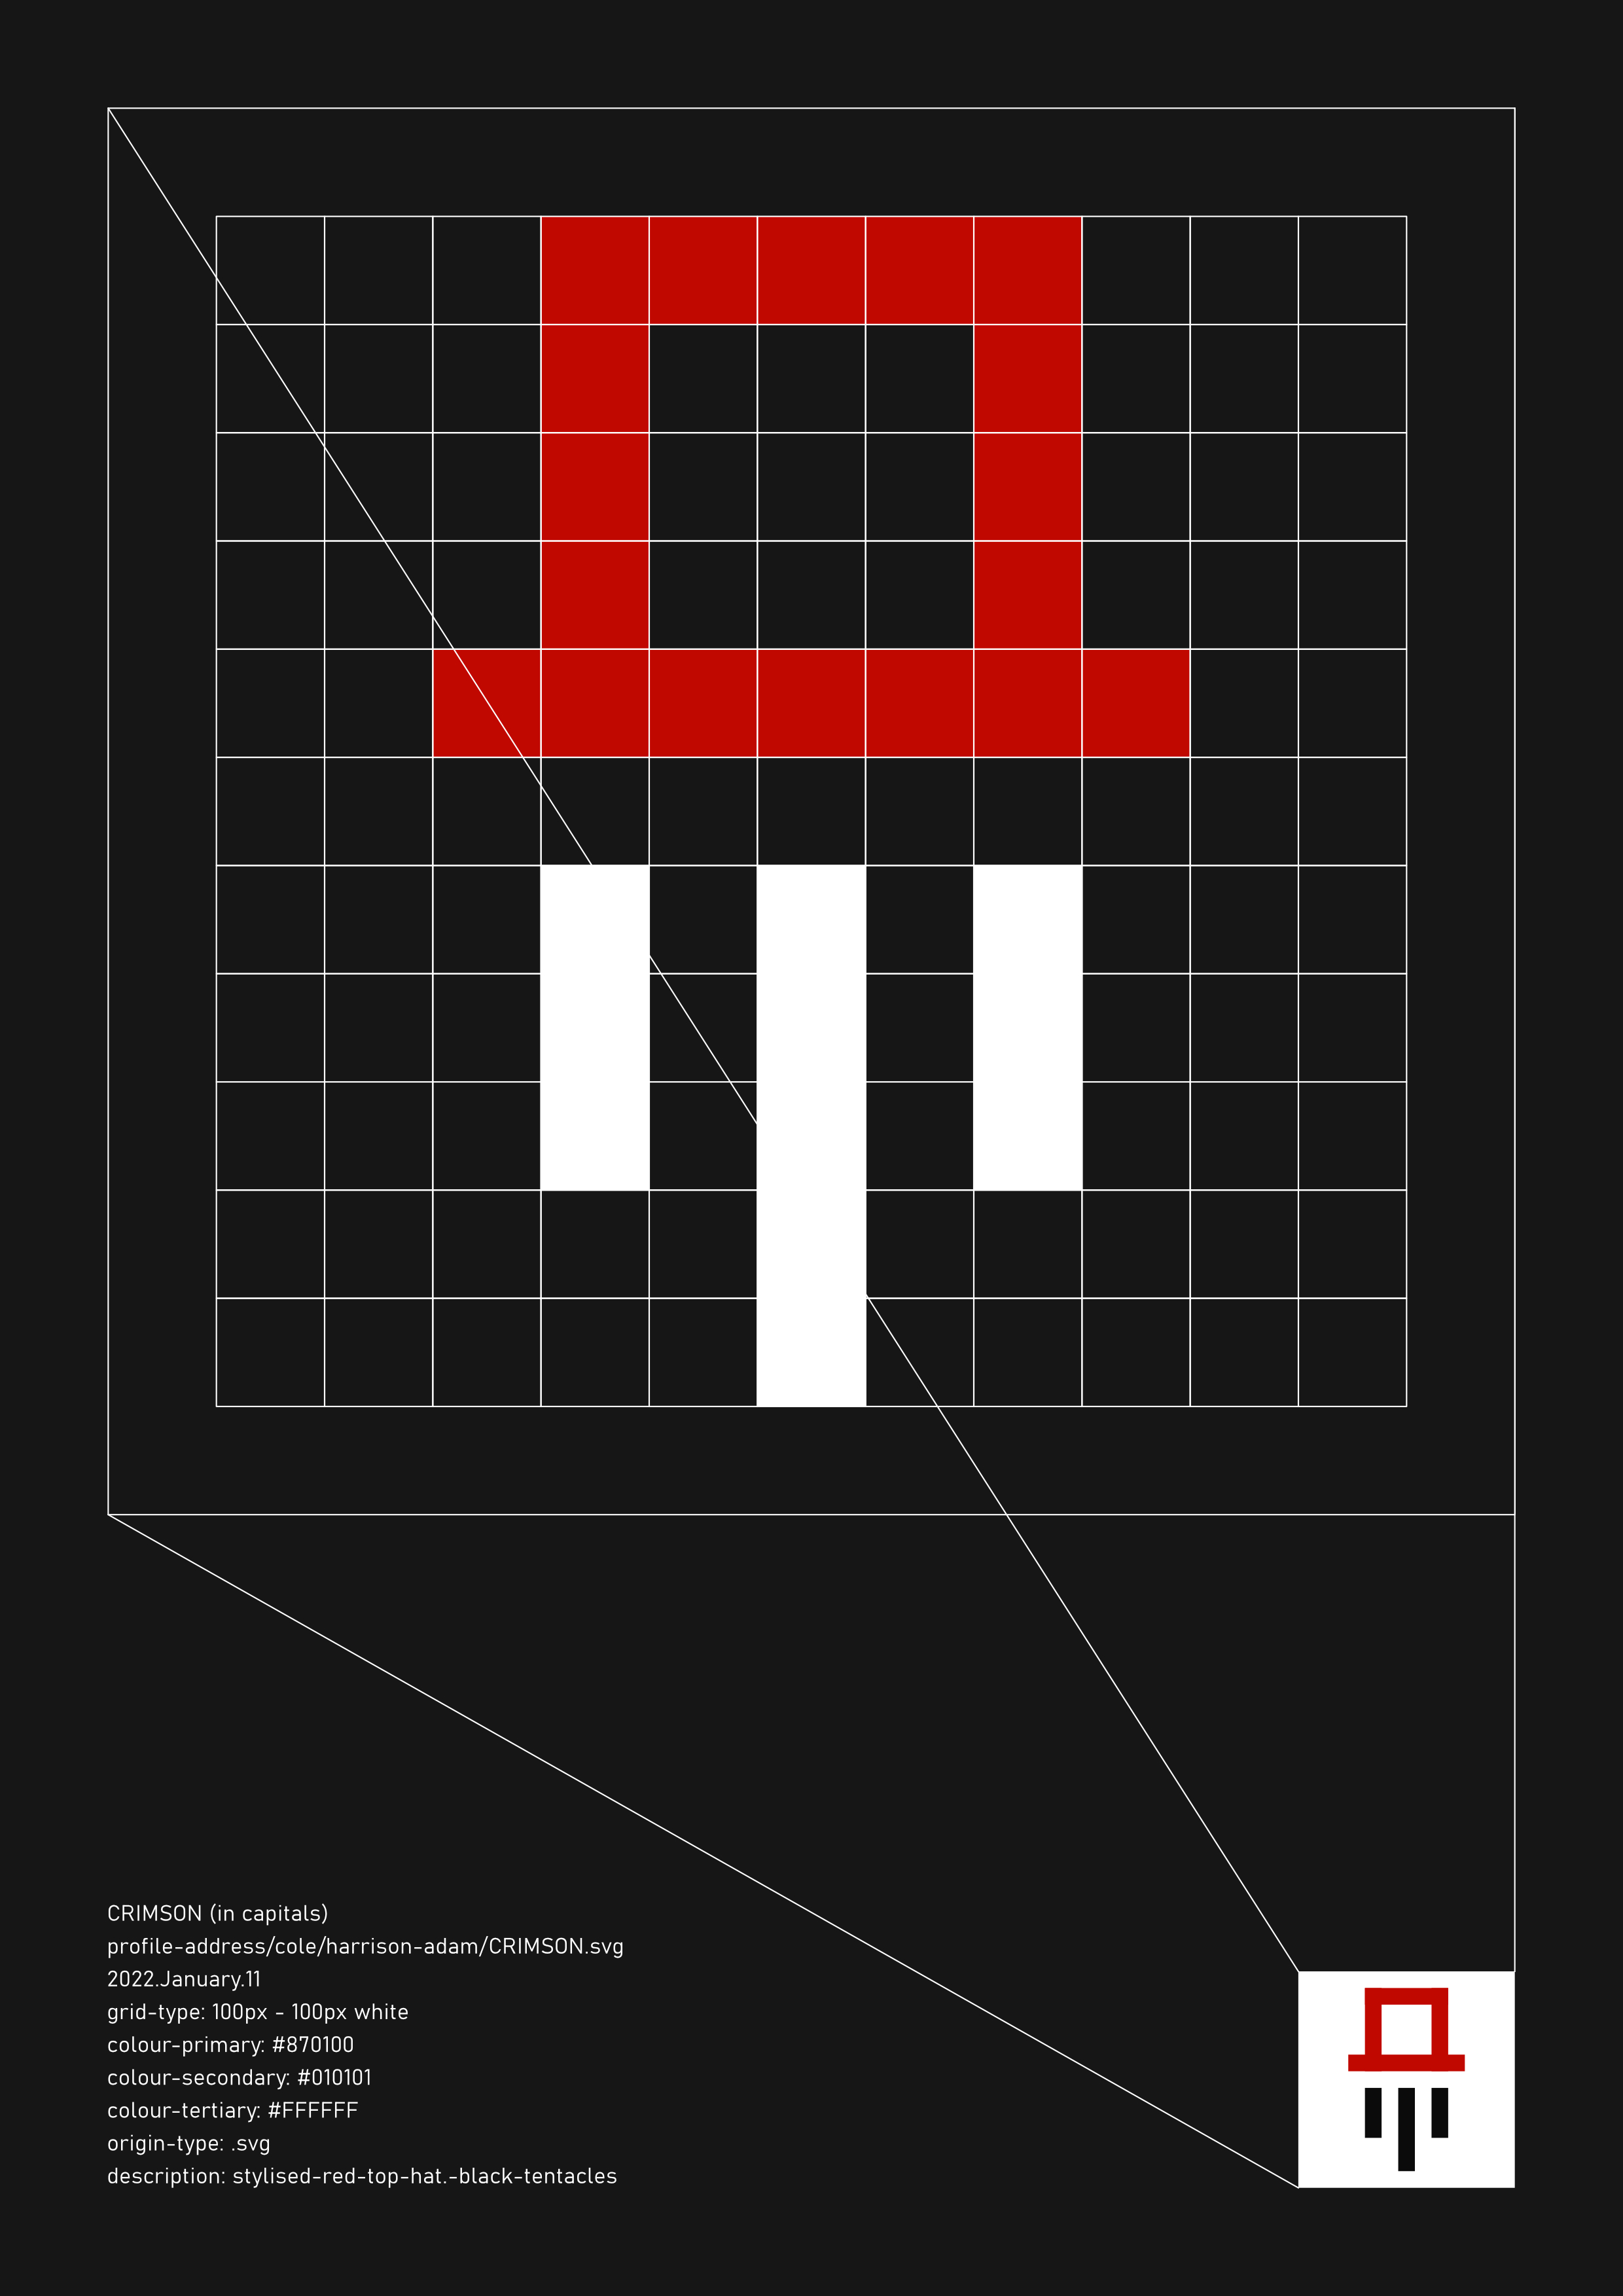 CRIMSON (in capitals)
profile-address/cole/harrison-adam/CRIMSON.svg
2022.January.11
grid-type: 100px - 100px white
colour-primary: #870100
colour-secondary: #010101
colour-tertiary: #FFFFFF
origin-type: .svg
description: stylised-red-top-hat.-black-tentacles